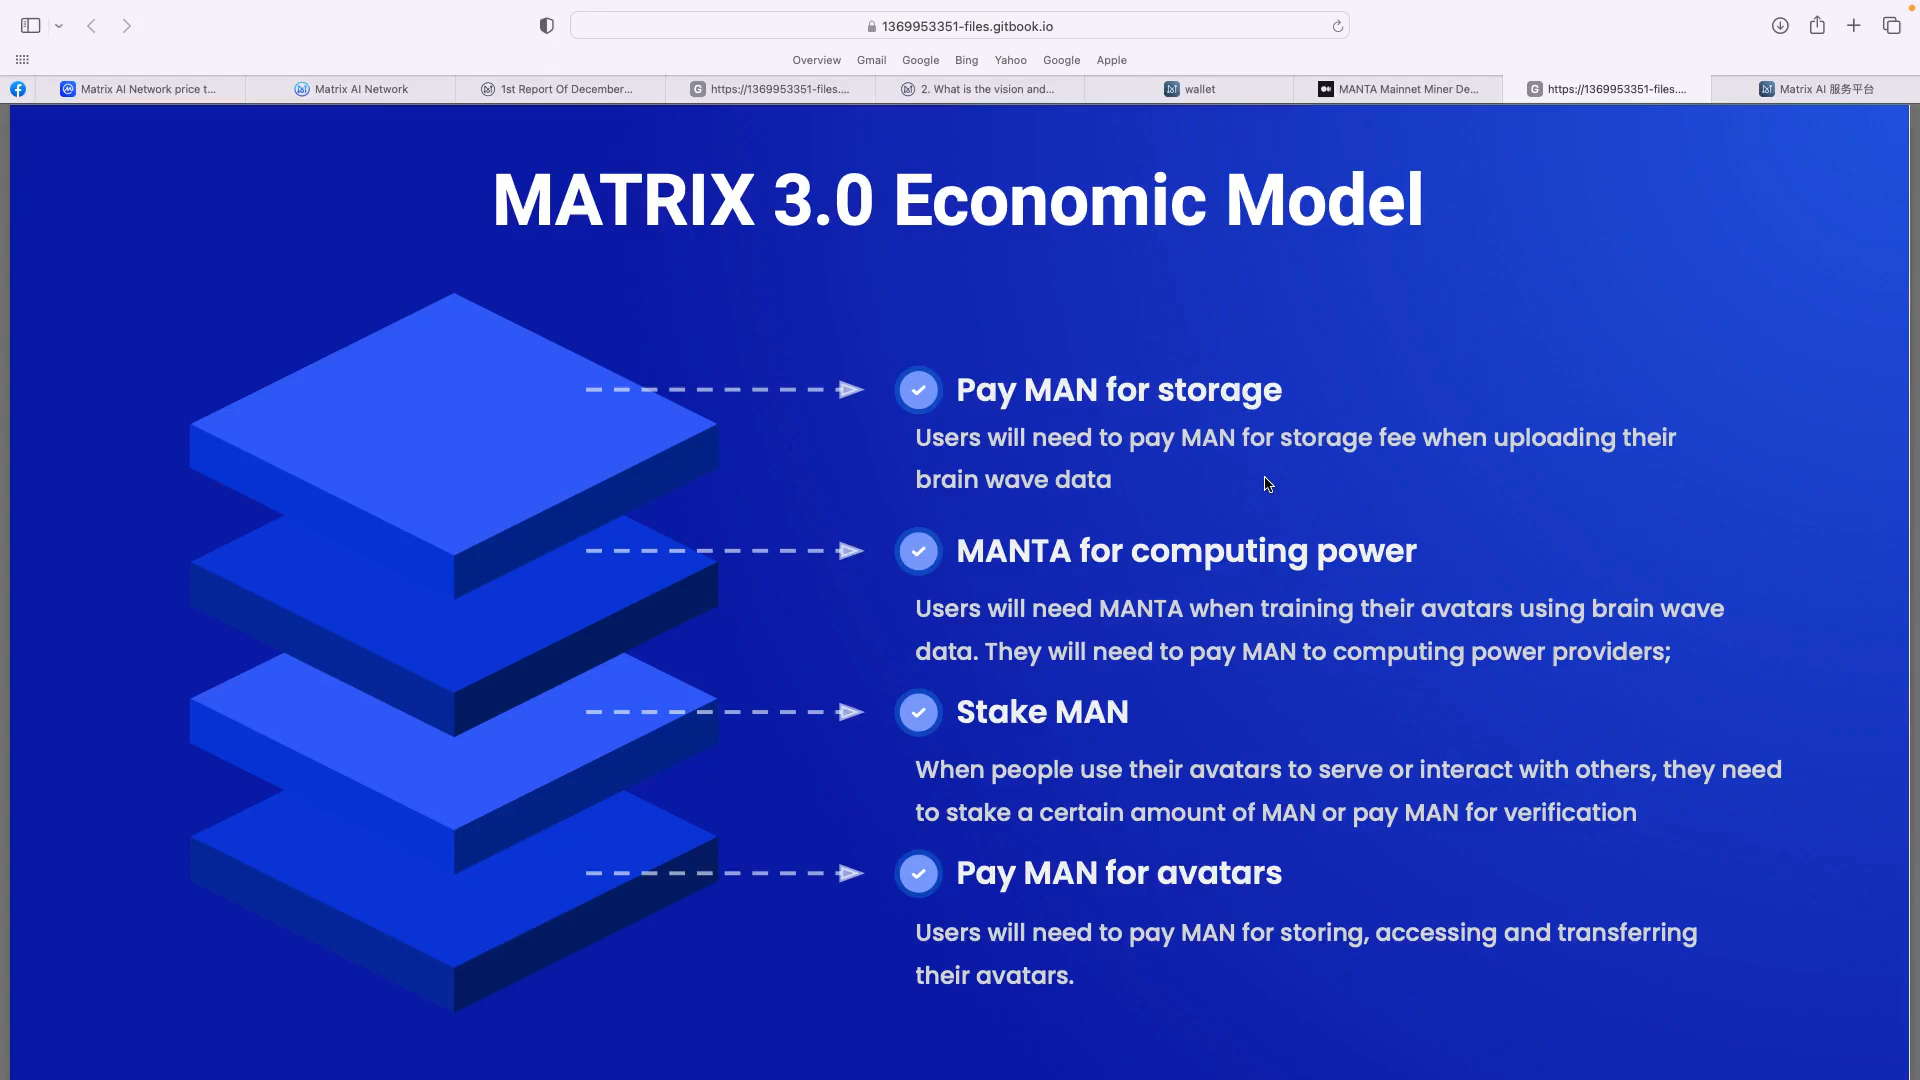 1369953351-files.gitbook.io
Overview Gmail Google Bing Yahoo Google Apple
Matrix AI Network price t... Matrix AI Network 1st Report Of December... https://1369953351-files.... 2. What is the vision and... wallet MANTA Mainnet Miner De... https://1369953351-files.... Matrix AI 服务平台
MATRIX 3.0 Economic Model
Pay MAN for storage
Users will need to pay MAN for storage fee when uploading their
brain wave data
MANTA for computing power
Users will need MANTA when training their avatars using brain wave
data. They will need to pay MAN to computing power providers;
Stake MAN
When people use their avatars to serve or interact with others, they need
to stake a certain amount of MAN or pay MAN for verification
Pay MAN for avatars
Users will need to pay MAN for storing, accessing and transferring
their avatars.